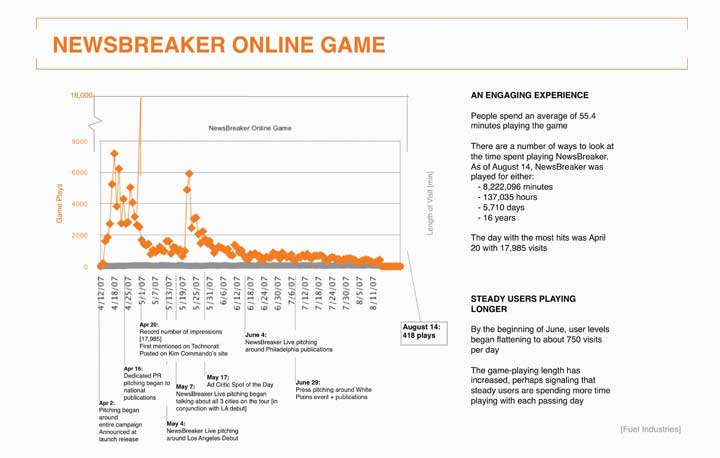 NEWSBREAKER ONLINE GAME
18,000
NewsBreaker Online Game
8000
6000
4000
2000
0
Game Plays
Length of Visit [min]
4/12/07
4/18/07
4/25/07
5/1/07
5/7/07
5/13/07
5/19/07
5/25/07
5/31/07
6/6/07
6/12/07
6/18/07
6/24/07
6/30/07
7/6/07
7/12/07
7/18/07
7/24/07
7/30/07
8/5/07
8/11/07
August 14:
418 plays
Apr 20:
Record number of impressions
[17,985]
First mentioned on Technorati
Posted on Kim Commando's site
June 4:
NewsBreaker Live pitching
around Philadelphia publications
Apr 16:
Dedicated PR
pitching began to
national
publications
May 17:
Ad Critic Spot of the Day
May 7:
NewsBreaker Live pitching began
talking about all 3 cities on the tour [in
conjunction with LA debut]
June 29:
Press pitching around White
Plains event + publications
Apr 2:
Pitching began
around
entire campaign
Announced at
launch release
May 4:
NewsBreaker Live pitching
around Los Angeles Debut
AN ENGAGING EXPERIENCE
People spend an average of 55.4
minutes playing the game
There are a number of ways to look at
the time spent playing NewsBreaker.
As of August 14, NewsBreaker was
played for either:
- 8,222,096 minutes
- 137,035 hours
- 5,710 days
- 16 years
The day with the most hits was April
20 with 17,985 visits
STEADY USERS PLAYING
LONGER
By the beginning of June, user levels
began flattening to about 750 visits
per day
The game-playing length has
increased, perhaps signaling that
steady users are spending more time
playing with each passing day
[Fuel Industries]